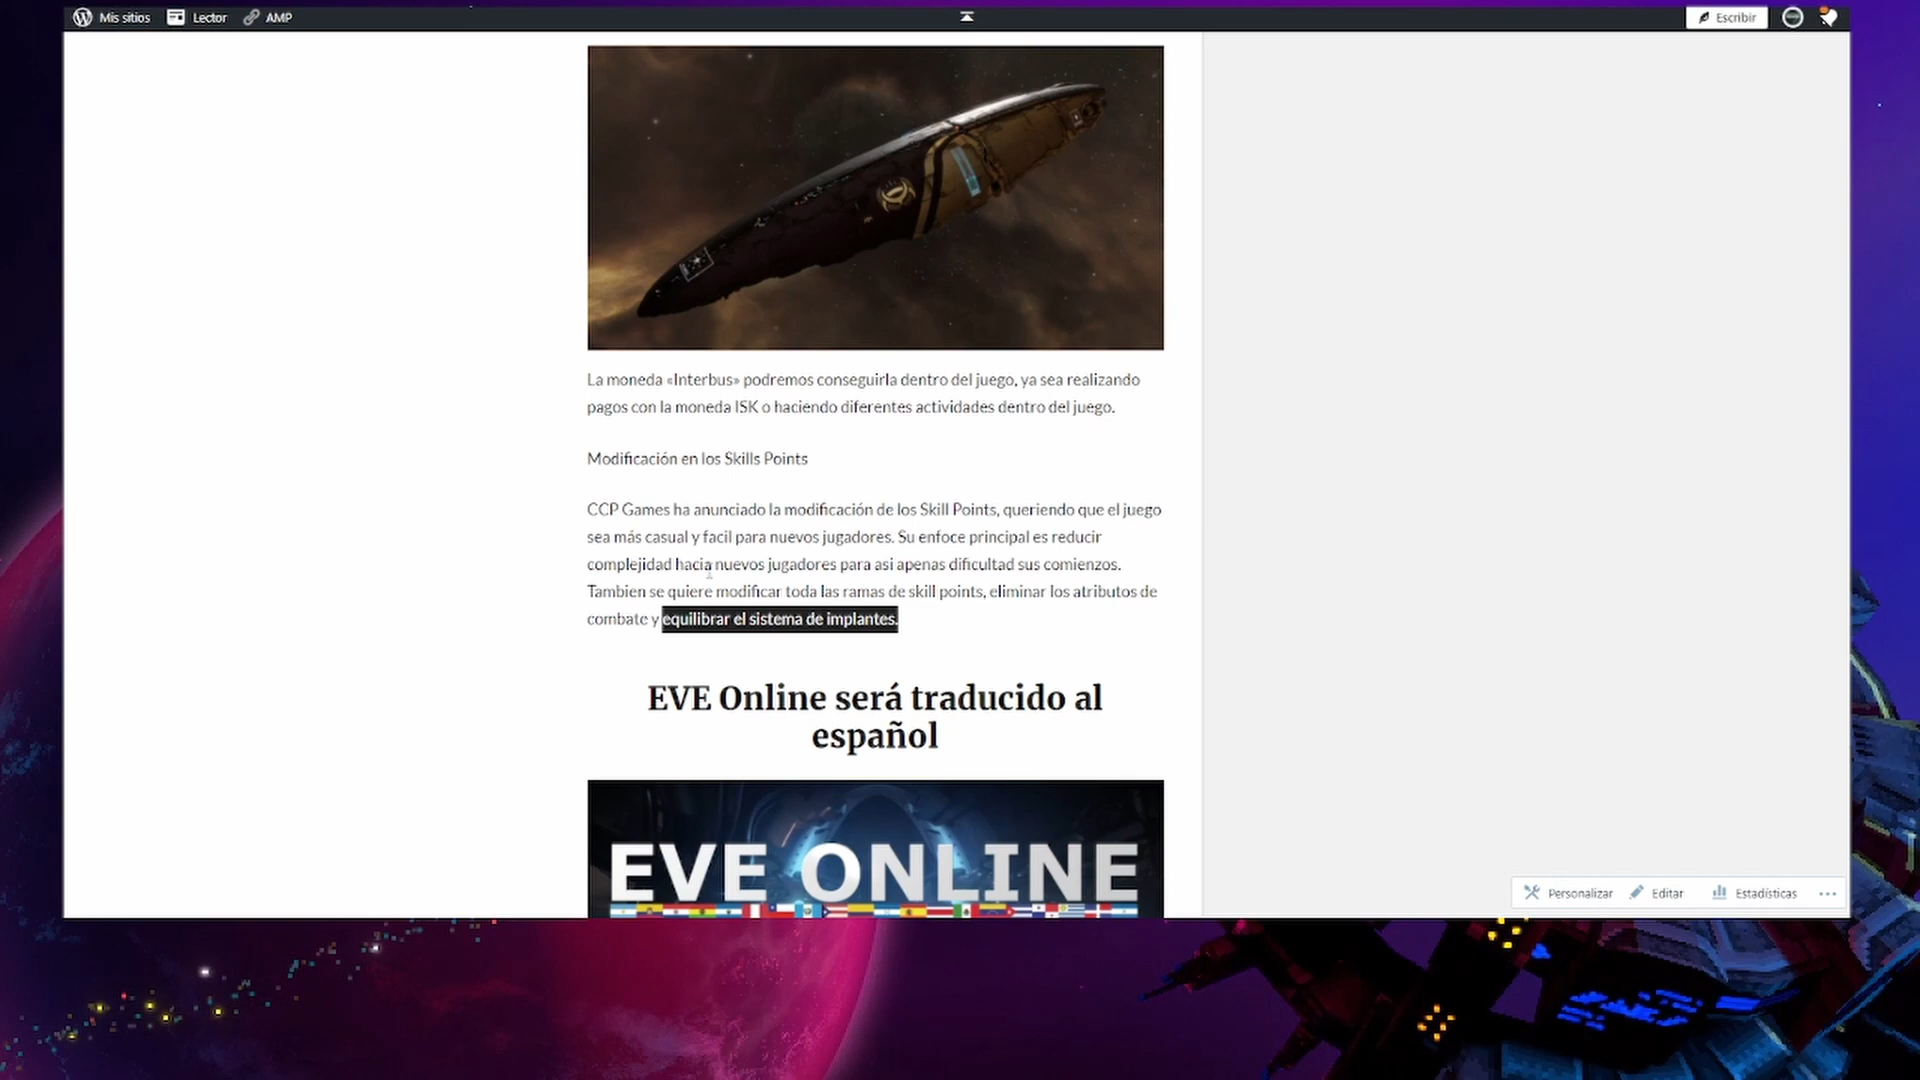 Mis sitios Lector AMP Escribir
La moneda «Interbus» podremos conseguirla dentro del juego, ya sea realizando
pagos con la moneda ISK o haciendo diferentes actividades dentro del juego.
Modificación en los Skills Points
CCP Games ha anunciado la modificación de los Skill Points, queriendo que el juego
sea más casual y facil para nuevos jugadores. Su enfoce principal es reducir
complejidad hacia nuevos jugadores para asi apenas dificultad sus comienzos.
Tambien se quiere modificar toda las ramas de skill points, eliminar los atributos de
combate y equilibrar el sistema de implantes.
EVE Online será traducido al
español
EVE ONLINE
Personalizar Editar Estadísticas